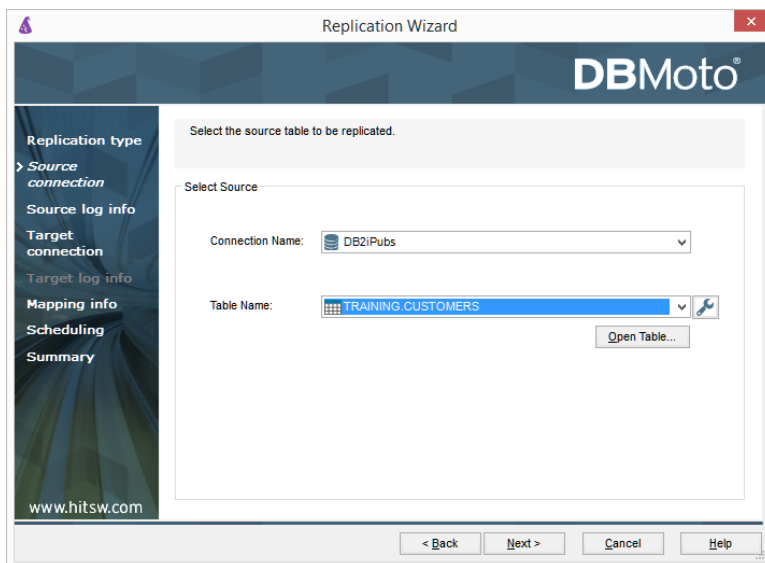 Replication Wizard
DBMoto®
Replication type
Source
connection
Source log info
Target
connection
Target log info
Mapping info
Scheduling
Summary
www.hitsw.com
Select the source table to be replicated.
Select Source
Connection Name: DB2iPubs
Table Name: TRAINING.CUSTOMERS
Open Table...
< Back Next > Cancel Help